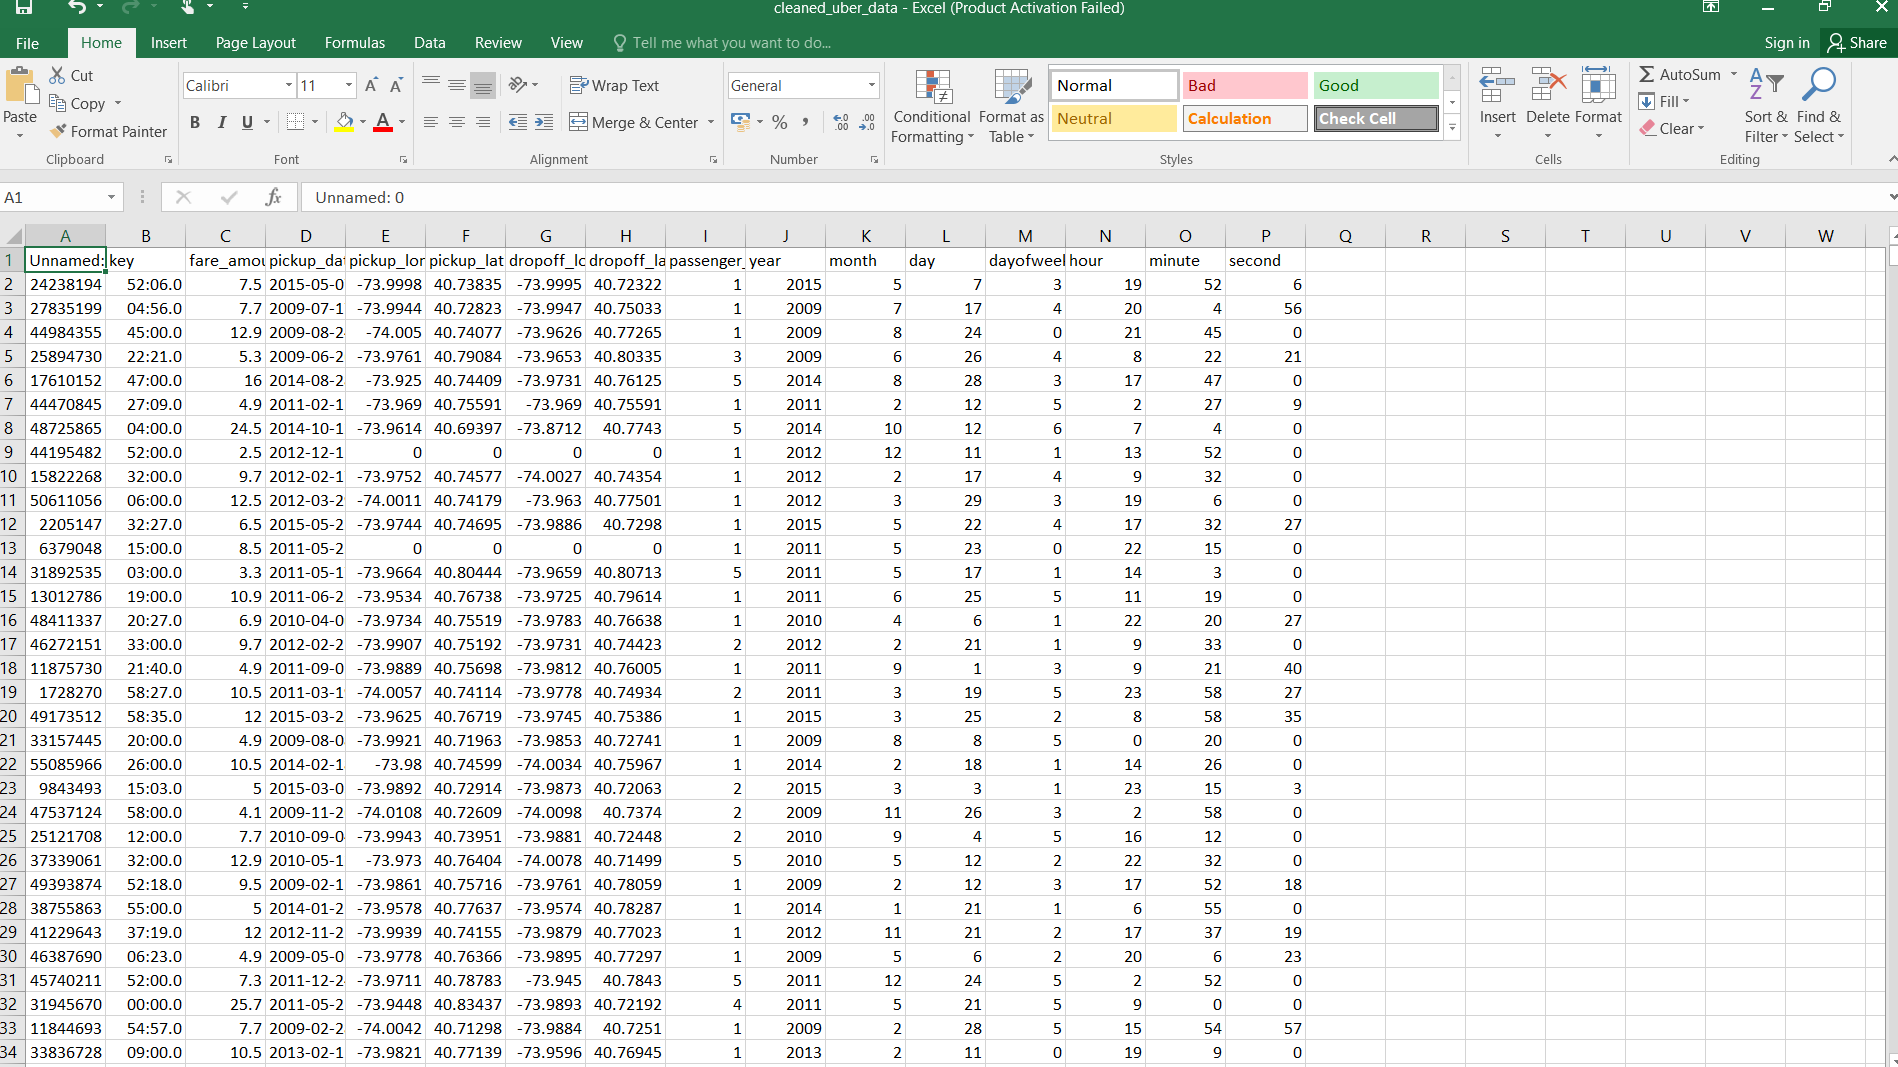 cleaned_uber_data - Excel (Product Activation Failed)
File Home Insert Page Layout Formulas Data Review View Tell me what you want to do... Sign in Share
Paste Cut Copy Format Painter Clipboard
Calibri 11 B I U A A A Font
Wrap Text Merge & Center Alignment
General % , Number
Conditional Formatting Format as Table Normal Bad Good Neutral Calculation Check Cell Styles
Insert Delete Format Cells
AutoSum Fill Clear Sort & Filter Find & Select Editing
A1 fx Unnamed: 0
A B C D E F G H I J K L M N O P Q R S T U V W
1 Unnamed: key fare_amou pickup_dat pickup_lon pickup_lat dropoff_lo dropoff_la passenger_ year month day dayofweek hour minute second
2 24238194 52:06.0 7.5 2015-05-0 -73.9998 40.73835 -73.9995 40.72322 1 2015 5 7 3 19 52 6
3 27835199 04:56.0 7.7 2009-07-1 -73.9944 40.72823 -73.9947 40.75033 1 2009 7 17 4 20 4 56
4 44984355 45:00.0 12.9 2009-08-2 -74.005 40.74077 -73.9626 40.77265 1 2009 8 24 0 21 45 0
5 25894730 22:21.0 5.3 2009-06-2 -73.9761 40.79084 -73.9653 40.80335 3 2009 6 26 4 8 22 21
6 17610152 47:00.0 16 2014-08-2 -73.925 40.74409 -73.9731 40.76125 5 2014 8 28 3 17 47 0
7 44470845 27:09.0 4.9 2011-02-1 -73.969 40.75591 -73.969 40.75591 1 2011 2 12 5 2 27 9
8 48725865 04:00.0 24.5 2014-10-1 -73.9614 40.69397 -73.8712 40.7743 5 2014 10 12 6 7 4 0
9 44195482 52:00.0 2.5 2012-12-1 0 0 0 0 1 2012 12 11 1 13 52 0
10 15822268 32:00.0 9.7 2012-02-1 -73.9752 40.74577 -74.0027 40.74354 1 2012 2 17 4 9 32 0
11 50611056 06:00.0 12.5 2012-03-2 -74.0011 40.74179 -73.963 40.77501 1 2012 3 29 3 19 6 0
12 2205147 32:27.0 6.5 2015-05-2 -73.9744 40.74695 -73.9886 40.7298 1 2015 5 22 4 17 32 27
13 6379048 15:00.0 8.5 2011-05-2 0 0 0 0 1 2011 5 23 0 22 15 0
14 31892535 03:00.0 3.3 2011-05-1 -73.9664 40.80444 -73.9659 40.80713 5 2011 5 17 1 14 3 0
15 13012786 19:00.0 10.9 2011-06-2 -73.9534 40.76738 -73.9725 40.79614 1 2011 6 25 5 11 19 0
16 48411337 20:27.0 6.9 2010-04-0 -73.9734 40.75519 -73.9783 40.76638 1 2010 4 6 1 22 20 27
17 46272151 33:00.0 9.7 2012-02-2 -73.9907 40.75192 -73.9731 40.74423 2 2012 2 21 1 9 33 0
18 11875730 21:40.0 4.9 2011-09-0 -73.9889 40.75698 -73.9812 40.76005 1 2011 9 1 3 9 21 40
19 1728270 58:27.0 10.5 2011-03-1 -74.0057 40.74114 -73.9778 40.74934 2 2011 3 19 5 23 58 27
20 49173512 58:35.0 12 2015-03-2 -73.9625 40.76719 -73.9745 40.75386 1 2015 3 25 2 8 58 35
21 33157445 20:00.0 4.9 2009-08-0 -73.9921 40.71963 -73.9853 40.72741 1 2009 8 8 5 0 20 0
22 55085966 26:00.0 10.5 2014-02-1 -73.98 40.74599 -74.0034 40.75967 1 2014 2 18 1 14 26 0
23 9843493 15:03.0 5 2015-03-0 -73.9892 40.72914 -73.9873 40.72063 2 2015 3 3 1 23 15 3
24 47537124 58:00.0 4.1 2009-11-2 -74.0108 40.72609 -74.0098 40.7374 2 2009 11 26 3 2 58 0
25 25121708 12:00.0 7.7 2010-09-0 -73.9943 40.73951 -73.9881 40.72448 2 2010 9 4 5 16 12 0
26 37339061 32:00.0 12.9 2010-05-1 -73.973 40.76404 -74.0078 40.71499 5 2010 5 12 2 22 32 0
27 49393874 52:18.0 9.5 2009-02-1 -73.9861 40.75716 -73.9761 40.78059 1 2009 2 12 3 17 52 18
28 38755863 55:00.0 5 2014-01-2 -73.9578 40.77637 -73.9574 40.78287 1 2014 1 21 1 6 55 0
29 41229643 37:19.0 12 2012-11-2 -73.9939 40.74155 -73.9879 40.77023 1 2012 11 21 2 17 37 19
30 46387690 06:23.0 4.9 2009-05-0 -73.9778 40.76366 -73.9895 40.77297 1 2009 5 6 2 20 6 23
31 45740211 52:00.0 7.3 2011-12-2 -73.9711 40.78783 -73.945 40.7843 5 2011 12 24 5 2 52 0
32 31945670 00:00.0 25.7 2011-05-2 -73.9448 40.83437 -73.9893 40.72192 4 2011 5 21 5 9 0 0
33 11844693 54:57.0 7.7 2009-02-2 -74.0042 40.71298 -73.9884 40.7251 1 2009 2 28 5 15 54 57
34 33836728 09:00.0 10.5 2013-02-1 -73.9821 40.77139 -73.9596 40.76945 1 2013 2 11 0 19 9 0